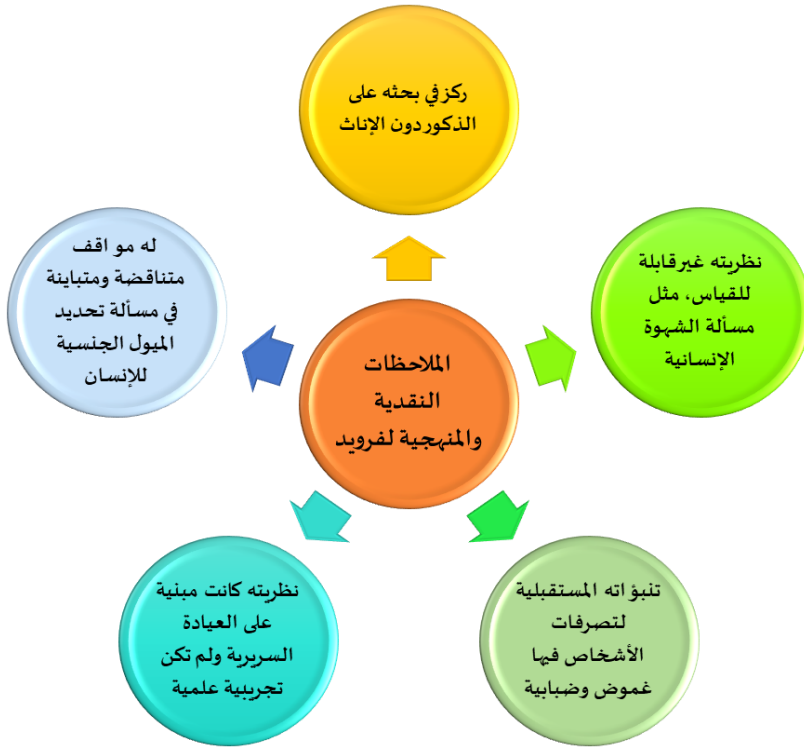 ركز في بحثه على
الذكور دون الإناث
نظريته غير قابلة
للقياس، مثل
مسألة الشهوة
الإنسانية
له مواقف
متناقضة ومتباينة
في مسألة تحديد
الميول الجنسية
للإنسان
الملاحظات
النقدية
والمنهجية لفرويد
تنبؤاته المستقبلية
لتصرفات
الأشخاص فيها
غموض وضبابية
نظريته كانت مبنية
على العيادة
السريرية ولم تكن
تجريبية علمية